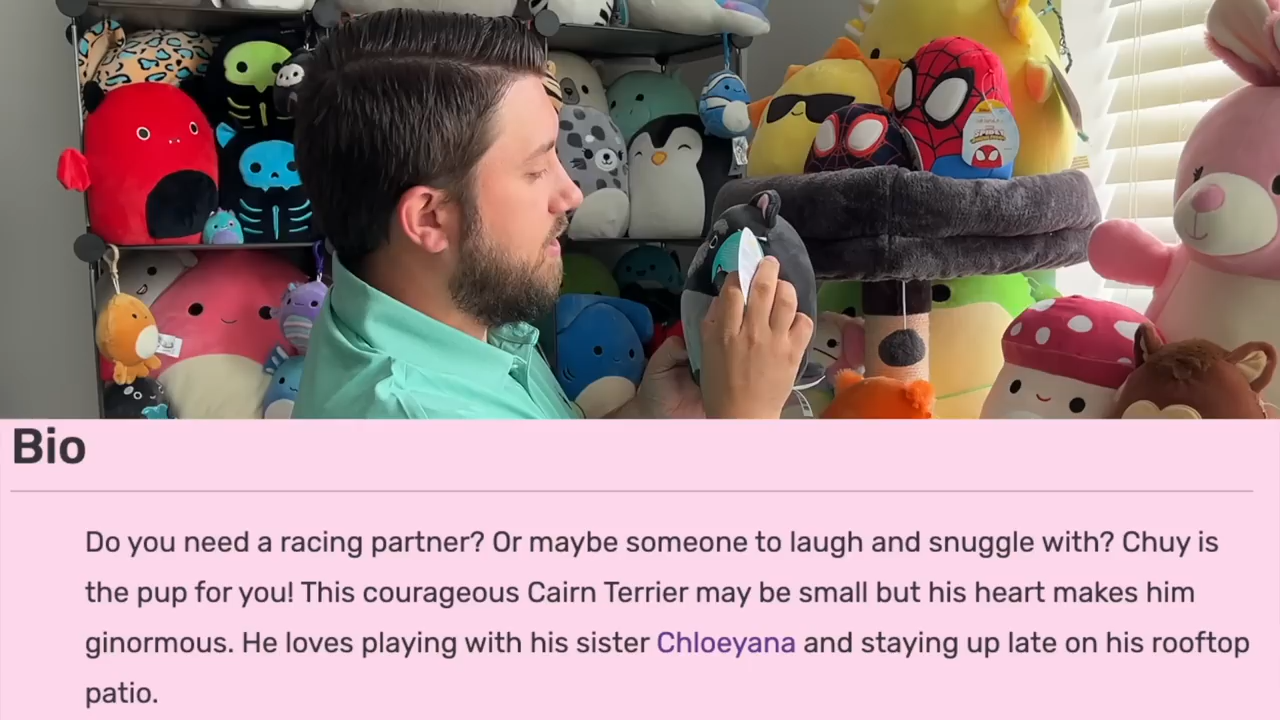 Bio
Do you need a racing partner? Or maybe someone to laugh and snuggle with? Chuy is
the pup for you! This courageous Cairn Terrier may be small but his heart makes him
ginormous. He loves playing with his sister Chloeyana and staying up late on his rooftop
patio.